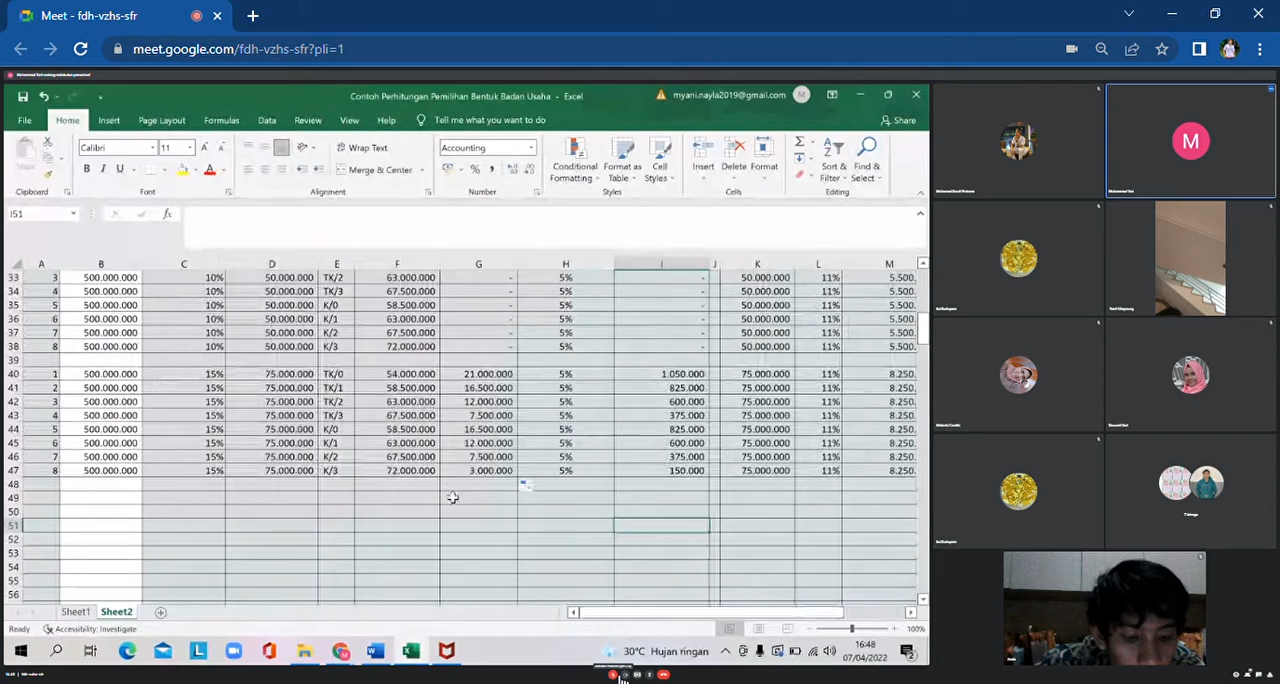 Meet - fdh-vzhs-sfr
meet.google.com/fdh-vzhs-sfr?pli=1
Contoh Perhitungan Pemilihan Bentuk Badan Usaha - Excel
myani.nayla2019@gmail.com M
File Home Insert Page Layout Formulas Data Review View Help Tell me what you want to do Share
Calibri 11 Wrap Text Accounting
B I U Merge & Center % Conditional Formatting Format as Table Cell Styles Insert Delete Format Sort & Filter Find & Select
Clipboard Font Alignment Number Styles Cells Editing
I51 fx
A B C D E F G H I J K L M
33 3 500.000.000 10% 50.000.000 TK/2 63.000.000 - 5% - 50.000.000 11% 5.500.
34 4 500.000.000 10% 50.000.000 TK/3 67.500.000 - 5% - 50.000.000 11% 5.500.
35 5 500.000.000 10% 50.000.000 K/0 58.500.000 - 5% - 50.000.000 11% 5.500.
36 6 500.000.000 10% 50.000.000 K/1 63.000.000 - 5% - 50.000.000 11% 5.500.
37 7 500.000.000 10% 50.000.000 K/2 67.500.000 - 5% - 50.000.000 11% 5.500.
38 8 500.000.000 10% 50.000.000 K/3 72.000.000 - 5% - 50.000.000 11% 5.500.
39
40 1 500.000.000 15% 75.000.000 TK/0 54.000.000 21.000.000 5% 1.050.000 75.000.000 11% 8.250.
41 2 500.000.000 15% 75.000.000 TK/1 58.500.000 16.500.000 5% 825.000 75.000.000 11% 8.250.
42 3 500.000.000 15% 75.000.000 TK/2 63.000.000 12.000.000 5% 600.000 75.000.000 11% 8.250.
43 4 500.000.000 15% 75.000.000 TK/3 67.500.000 7.500.000 5% 375.000 75.000.000 11% 8.250.
44 5 500.000.000 15% 75.000.000 K/0 58.500.000 16.500.000 5% 825.000 75.000.000 11% 8.250.
45 6 500.000.000 15% 75.000.000 K/1 63.000.000 12.000.000 5% 600.000 75.000.000 11% 8.250.
46 7 500.000.000 15% 75.000.000 K/2 67.500.000 7.500.000 5% 375.000 75.000.000 11% 8.250.
47 8 500.000.000 15% 75.000.000 K/3 72.000.000 3.000.000 5% 150.000 75.000.000 11% 8.250.
48
49
50
51
52
53
54
55
56
Sheet1 Sheet2
Ready Accessibility: Investigate 100%
30°C Hujan ringan 16:48
07/04/2022 2
M